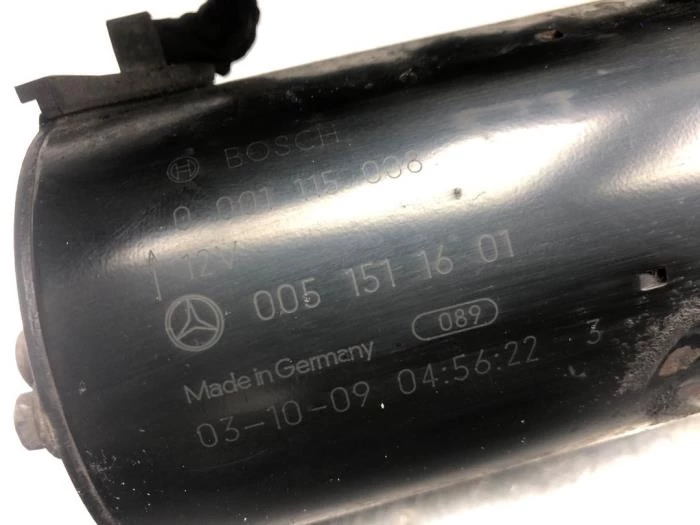 BOSCH
0 001 115 008
12V
005 151 16 01
089
Made in Germany
03-10-09 04:56:22 3